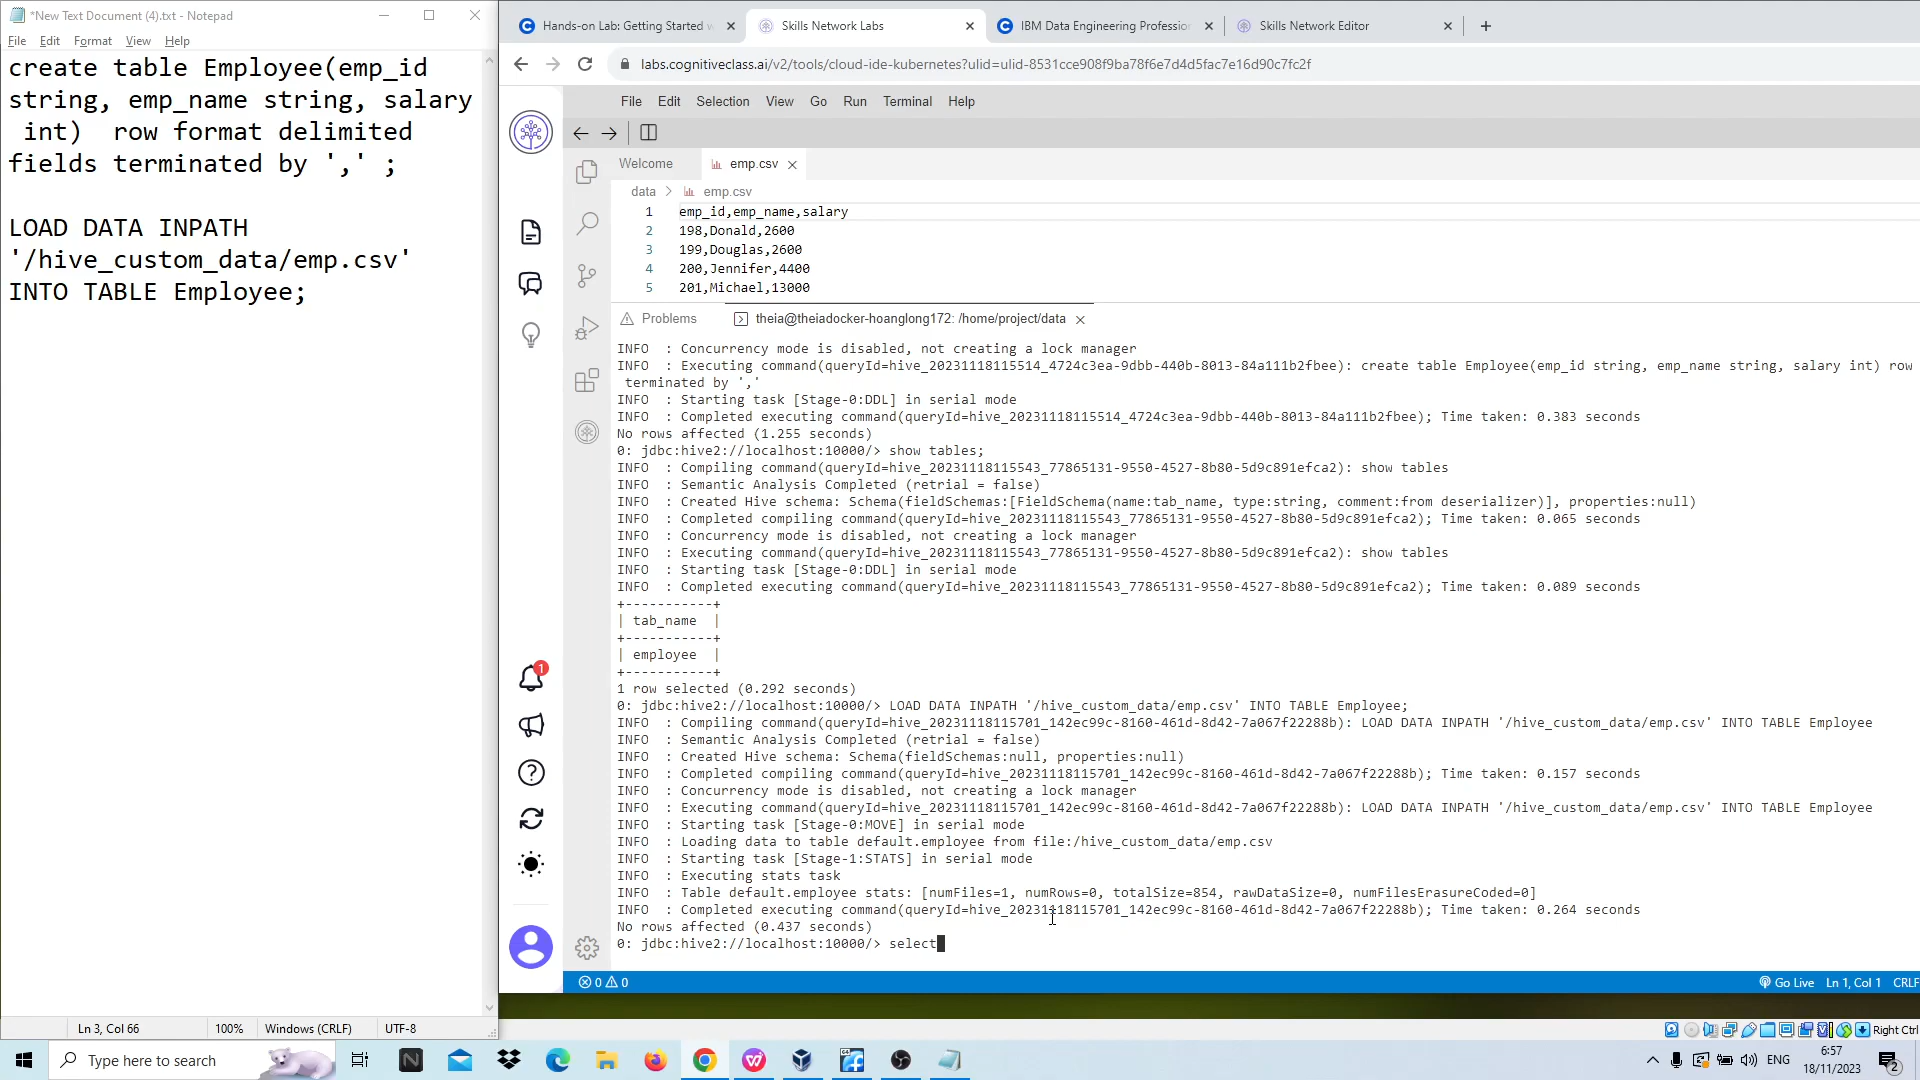 *New Text Document (4).txt - Notepad
File Edit Format View Help
create table Employee(emp_id
string, emp_name string, salary
int)  row format delimited
fields terminated by ',' ;
LOAD DATA INPATH
'/hive_custom_data/emp.csv'
INTO TABLE Employee;
Ln 3, Col 66 100% Windows (CRLF) UTF-8
Hands-on Lab: Getting Started w
Skills Network Labs
IBM Data Engineering Profession
Skills Network Editor
labs.cognitiveclass.ai/v2/tools/cloud-ide-kubernetes?ulid=ulid-8531cce908f9ba78f6e7d4d5fac7e16d90c7fc2f
File Edit Selection View Go Run Terminal Help
Welcome emp.csv
data > emp.csv
1 emp_id,emp_name,salary
2 198,Donald,2600
3 199,Douglas,2600
4 200,Jennifer,4400
5 201,Michael,13000
Problems theia@theiadocker-hoanglong172: /home/project/data
INFO  : Concurrency mode is disabled, not creating a lock manager
INFO  : Executing command(queryId=hive_20231118115514_4724c3ea-9dbb-440b-8013-84a111b2fbee): create table Employee(emp_id string, emp_name string, salary int) row
terminated by ','
INFO  : Starting task [Stage-0:DDL] in serial mode
INFO  : Completed executing command(queryId=hive_20231118115514_4724c3ea-9dbb-440b-8013-84a111b2fbee); Time taken: 0.383 seconds
No rows affected (1.255 seconds)
0: jdbc:hive2://localhost:10000/> show tables;
INFO  : Compiling command(queryId=hive_20231118115543_77865131-9550-4527-8b80-5d9c891efca2): show tables
INFO  : Semantic Analysis Completed (retrial = false)
INFO  : Created Hive schema: Schema(fieldSchemas:[FieldSchema(name:tab_name, type:string, comment:from deserializer)], properties:null)
INFO  : Completed compiling command(queryId=hive_20231118115543_77865131-9550-4527-8b80-5d9c891efca2); Time taken: 0.065 seconds
INFO  : Concurrency mode is disabled, not creating a lock manager
INFO  : Executing command(queryId=hive_20231118115543_77865131-9550-4527-8b80-5d9c891efca2): show tables
INFO  : Starting task [Stage-0:DDL] in serial mode
INFO  : Completed executing command(queryId=hive_20231118115543_77865131-9550-4527-8b80-5d9c891efca2); Time taken: 0.089 seconds
+-----------+
| tab_name  |
+-----------+
| employee  |
+-----------+
1 row selected (0.292 seconds)
0: jdbc:hive2://localhost:10000/> LOAD DATA INPATH '/hive_custom_data/emp.csv' INTO TABLE Employee;
INFO  : Compiling command(queryId=hive_20231118115701_142ec99c-8160-461d-8d42-7a067f22288b): LOAD DATA INPATH '/hive_custom_data/emp.csv' INTO TABLE Employee
INFO  : Semantic Analysis Completed (retrial = false)
INFO  : Created Hive schema: Schema(fieldSchemas:null, properties:null)
INFO  : Completed compiling command(queryId=hive_20231118115701_142ec99c-8160-461d-8d42-7a067f22288b); Time taken: 0.157 seconds
INFO  : Concurrency mode is disabled, not creating a lock manager
INFO  : Executing command(queryId=hive_20231118115701_142ec99c-8160-461d-8d42-7a067f22288b): LOAD DATA INPATH '/hive_custom_data/emp.csv' INTO TABLE Employee
INFO  : Starting task [Stage-0:MOVE] in serial mode
INFO  : Loading data to table default.employee from file:/hive_custom_data/emp.csv
INFO  : Starting task [Stage-1:STATS] in serial mode
INFO  : Executing stats task
INFO  : Table default.employee stats: [numFiles=1, numRows=0, totalSize=854, rawDataSize=0, numFilesErasureCoded=0]
INFO  : Completed executing command(queryId=hive_20231118115701_142ec99c-8160-461d-8d42-7a067f22288b); Time taken: 0.264 seconds
No rows affected (0.437 seconds)
0: jdbc:hive2://localhost:10000/> select
1
0 0
Go Live Ln 1, Col 1 CRLF
Right Ctrl
Type here to search
ENG
6:57
18/11/2023
2